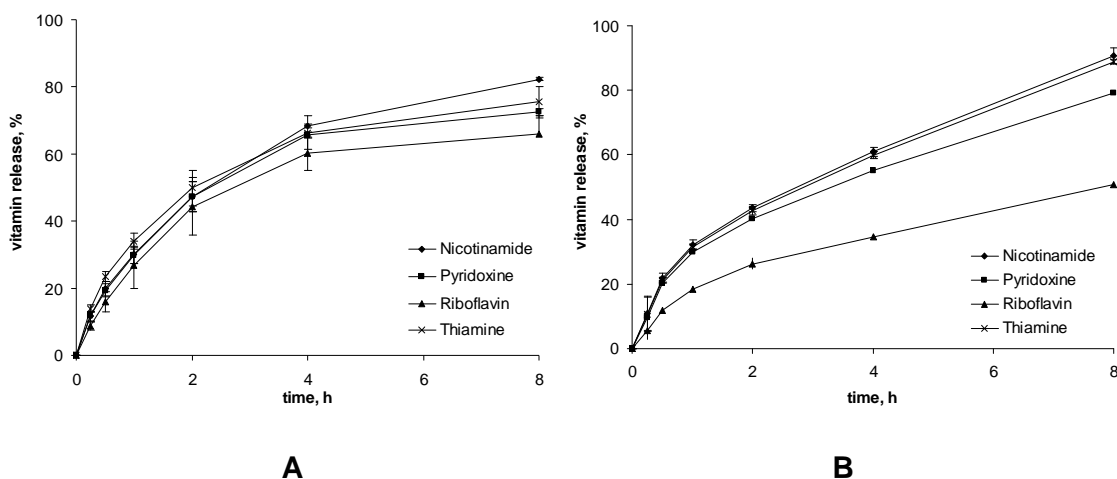 100
80
60
40
20
0
vitamin release, %
0 2 4 6 8
time, h
Nicotinamide
Pyridoxine
Riboflavin
Thiamine
A
100
80
60
40
20
0
vitamin release, %
0 2 4 6 8
time, h
Nicotinamide
Pyridoxine
Riboflavin
Thiamine
B